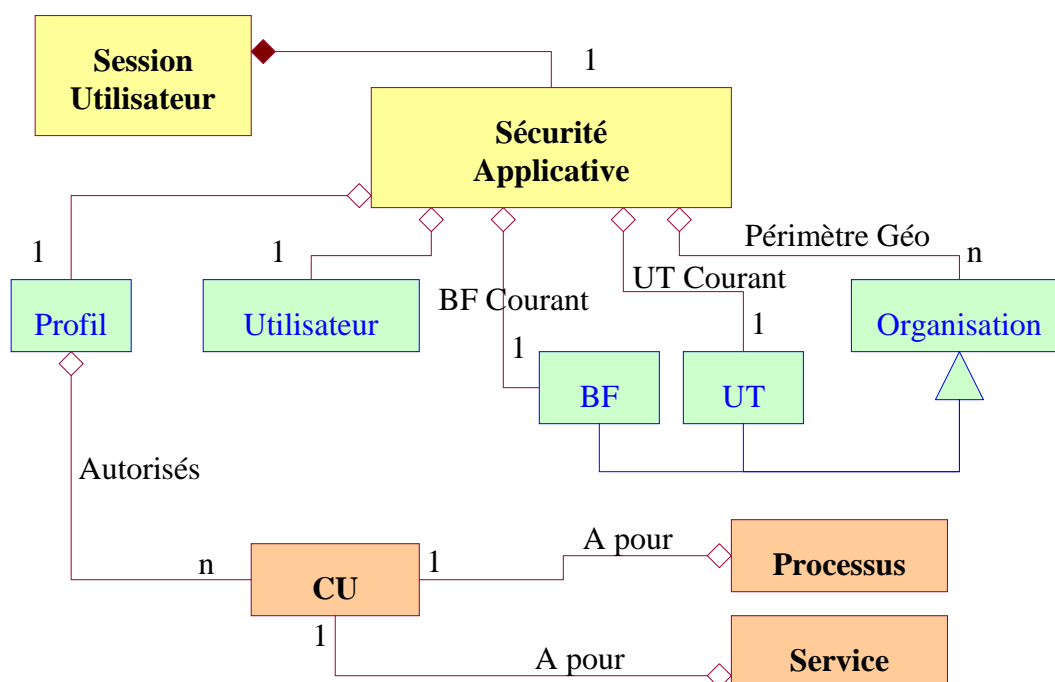 Session
Utilisateur
1
Sécurité
Applicative
Périmètre Géo
1
1
n
BF Courant
UT Courant
Profil
Utilisateur
1
1
Organisation
BF
UT
Autorisés
A pour
n
1
Processus
CU
1
A pour
Service